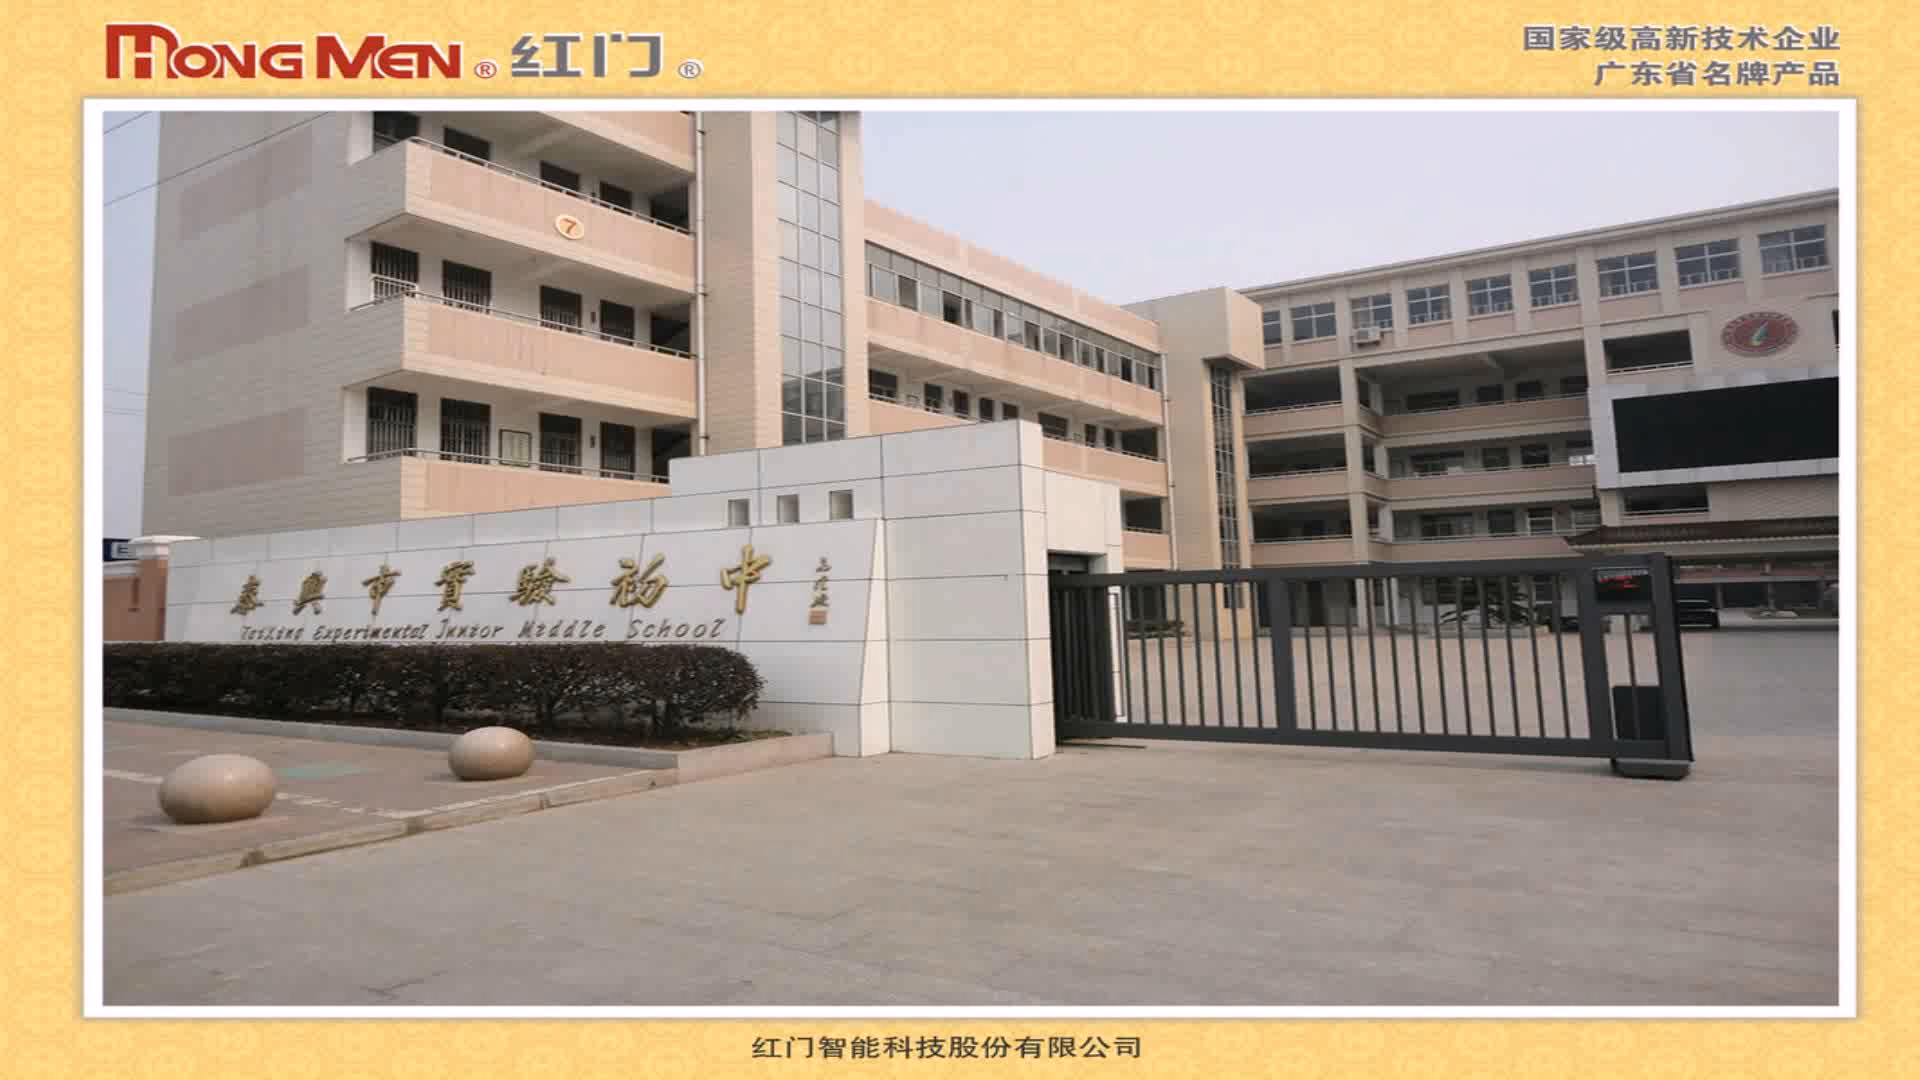 HONGMEN® 红门®
国家级高新技术企业
广东省名牌产品
7
泰興市實驗初中
TaiXing Experimental Junior Middle School
红门智能科技股份有限公司